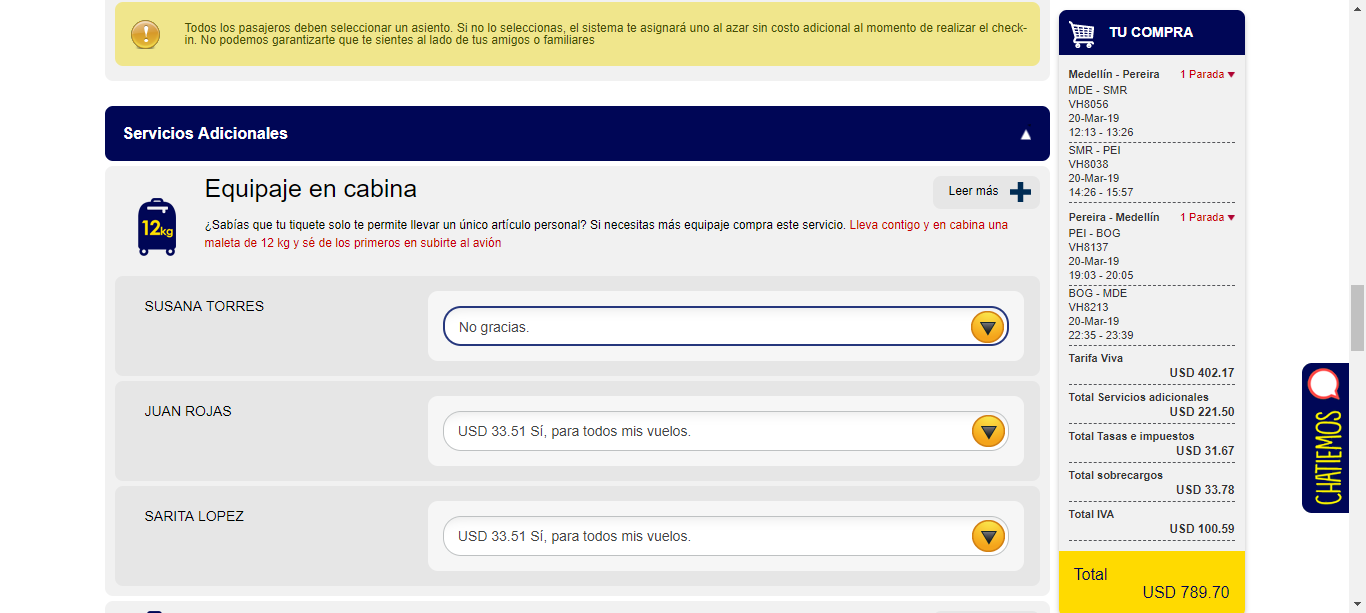 Todos los pasajeros deben seleccionar un asiento. Si no lo seleccionas, el sistema te asignará uno al azar sin costo adicional al momento de realizar el check-
in. No podemos garantizarte que te sientes al lado de tus amigos o familiares
Servicios Adicionales
Equipaje en cabina
Leer más
12kg
¿Sabías que tu tiquete solo te permite llevar un único artículo personal? Si necesitas más equipaje compra este servicio. Lleva contigo y en cabina una
maleta de 12 kg y sé de los primeros en subirte al avión
SUSANA TORRES
No gracias.
JUAN ROJAS
USD 33.51 Sí, para todos mis vuelos.
SARITA LOPEZ
USD 33.51 Sí, para todos mis vuelos.
TU COMPRA
Medellín - Pereira 1 Parada
MDE - SMR
VH8056
20-Mar-19
12:13 - 13:26
SMR - PEI
VH8038
20-Mar-19
14:26 - 15:57
Pereira - Medellín 1 Parada
PEI - BOG
VH8137
20-Mar-19
19:03 - 20:05
BOG - MDE
VH8213
20-Mar-19
22:35 - 23:39
Tarifa Viva
USD 402.17
Total Servicios adicionales
USD 221.50
Total Tasas e impuestos
USD 31.67
Total sobrecargos
USD 33.78
Total IVA
USD 100.59
Total
USD 789.70
CHATIEMOS